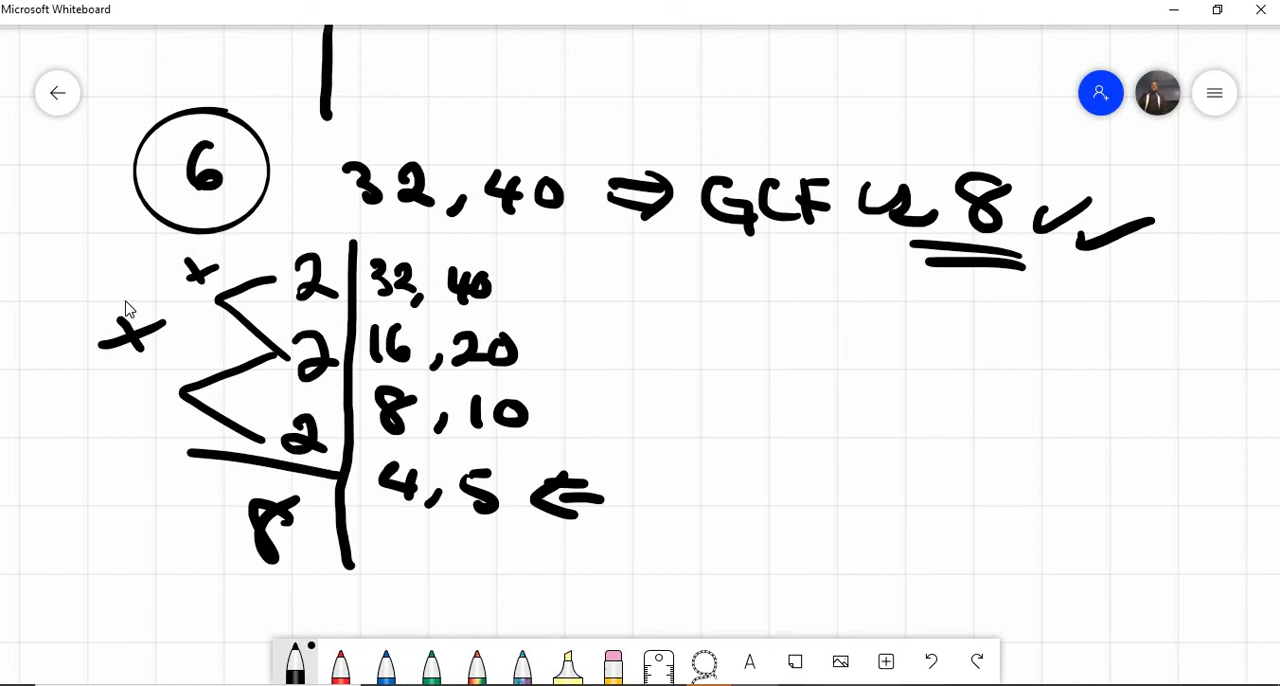 Microsoft Whiteboard
6 32, 40 ⇒ GCF is 8 ✓✓
× 2 32, 40
× 2 16, 20
2 8, 10
8 4, 5 ⇐
A